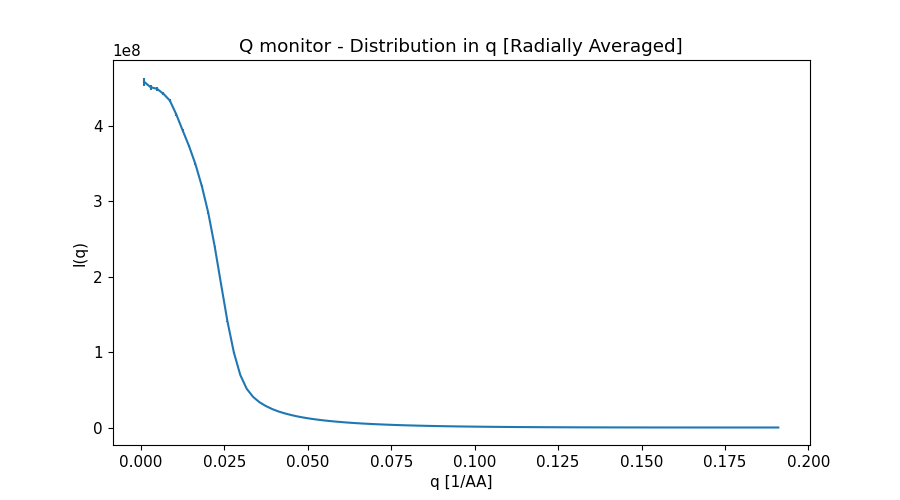 Q monitor - Distribution in q [Radially Averaged]
1e8
4
3
2
1
0
I(q)
0.000 0.025 0.050 0.075 0.100 0.125 0.150 0.175 0.200
q [1/AA]